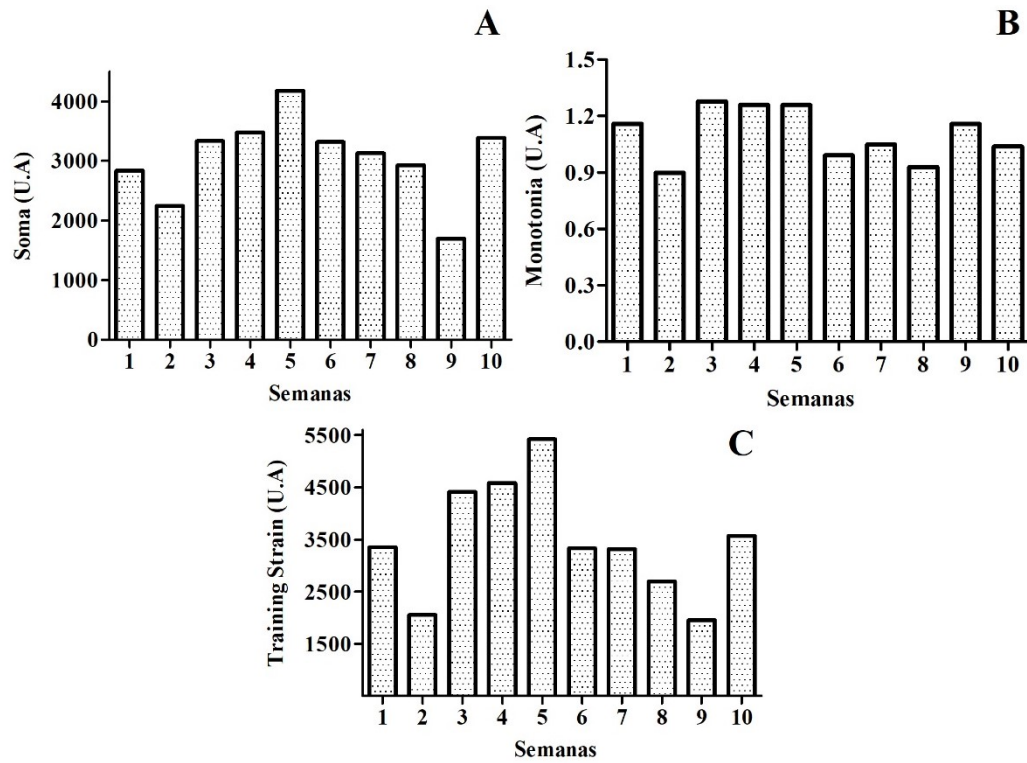 A
Soma (U.A)
4000
3000
2000
1000
0
1 2 3 4 5 6 7 8 9 10
Semanas
B
Monotonia (U.A)
1.5
1.2
0.9
0.6
0.3
0.0
1 2 3 4 5 6 7 8 9 10
Semanas
C
Training Strain (U.A)
5500
4500
3500
2500
1500
1 2 3 4 5 6 7 8 9 10
Semanas